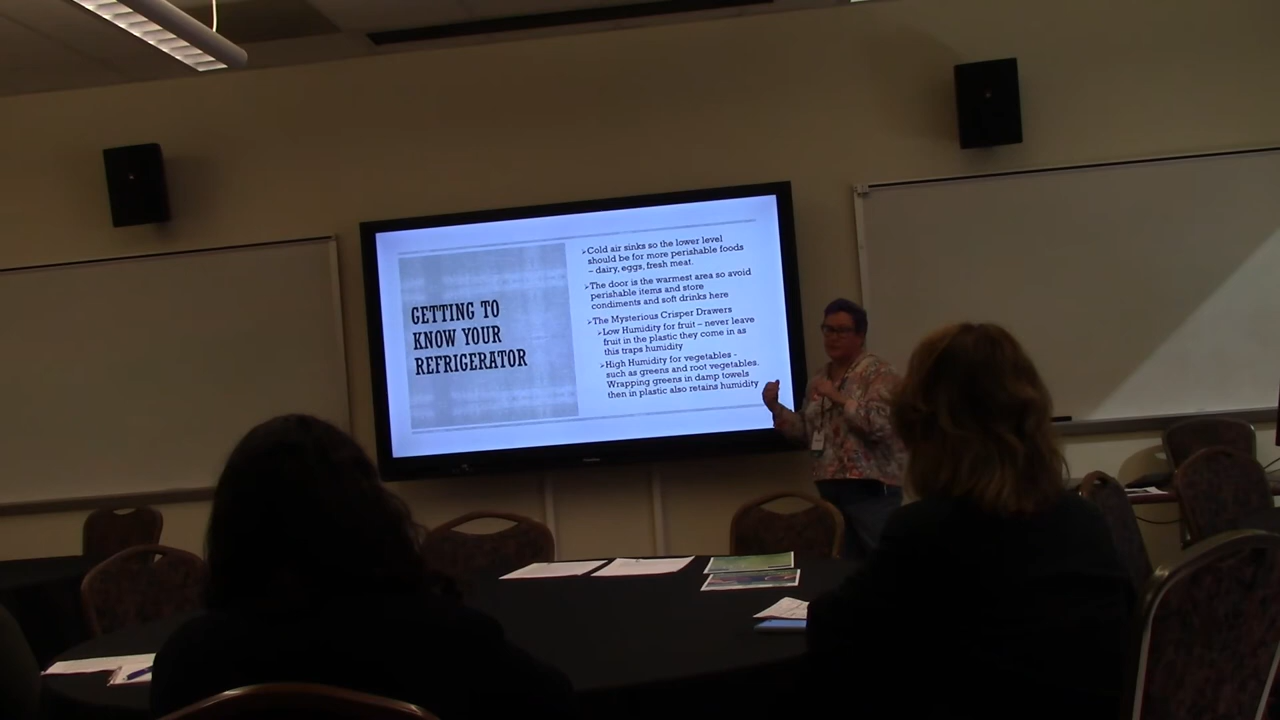 GETTING TO
KNOW YOUR
REFRIGERATOR
➢Cold air sinks so the lower level
should be for more perishable foods
– dairy, eggs, fresh meat.
➢The door is the warmest area so avoid
perishable items and store
condiments and soft drinks here
➢The Mysterious Crisper Drawers
➢Low Humidity for fruit – never leave
fruit in the plastic they come in as
this traps humidity
➢High Humidity for vegetables -
such as greens and root vegetables.
Wrapping greens in damp towels
then in plastic also retains humidity